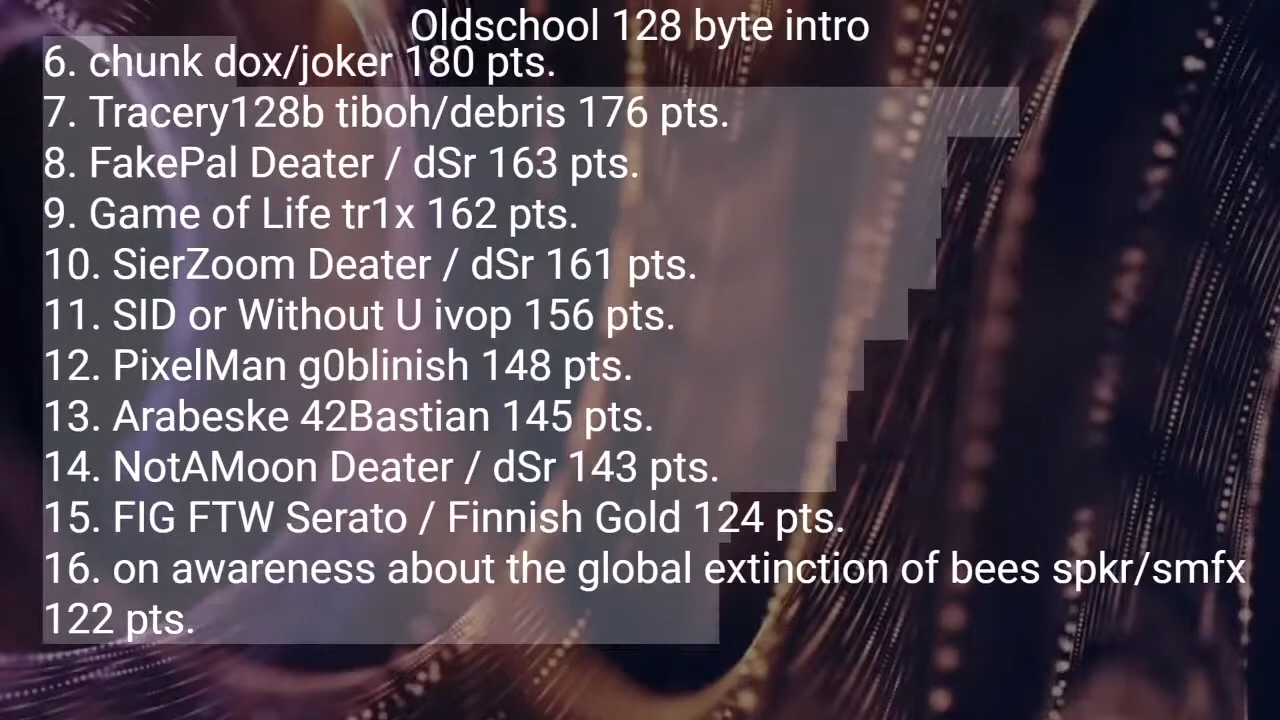 Oldschool 128 byte intro
6. chunk dox/joker 180 pts.
7. Tracery128b tiboh/debris 176 pts.
8. FakePal Deater / dSr 163 pts.
9. Game of Life tr1x 162 pts.
10. SierZoom Deater / dSr 161 pts.
11. SID or Without U ivop 156 pts.
12. PixelMan g0blinish 148 pts.
13. Arabeske 42Bastian 145 pts.
14. NotAMoon Deater / dSr 143 pts.
15. FIG FTW Serato / Finnish Gold 124 pts.
16. on awareness about the global extinction of bees spkr/smfx
122 pts.